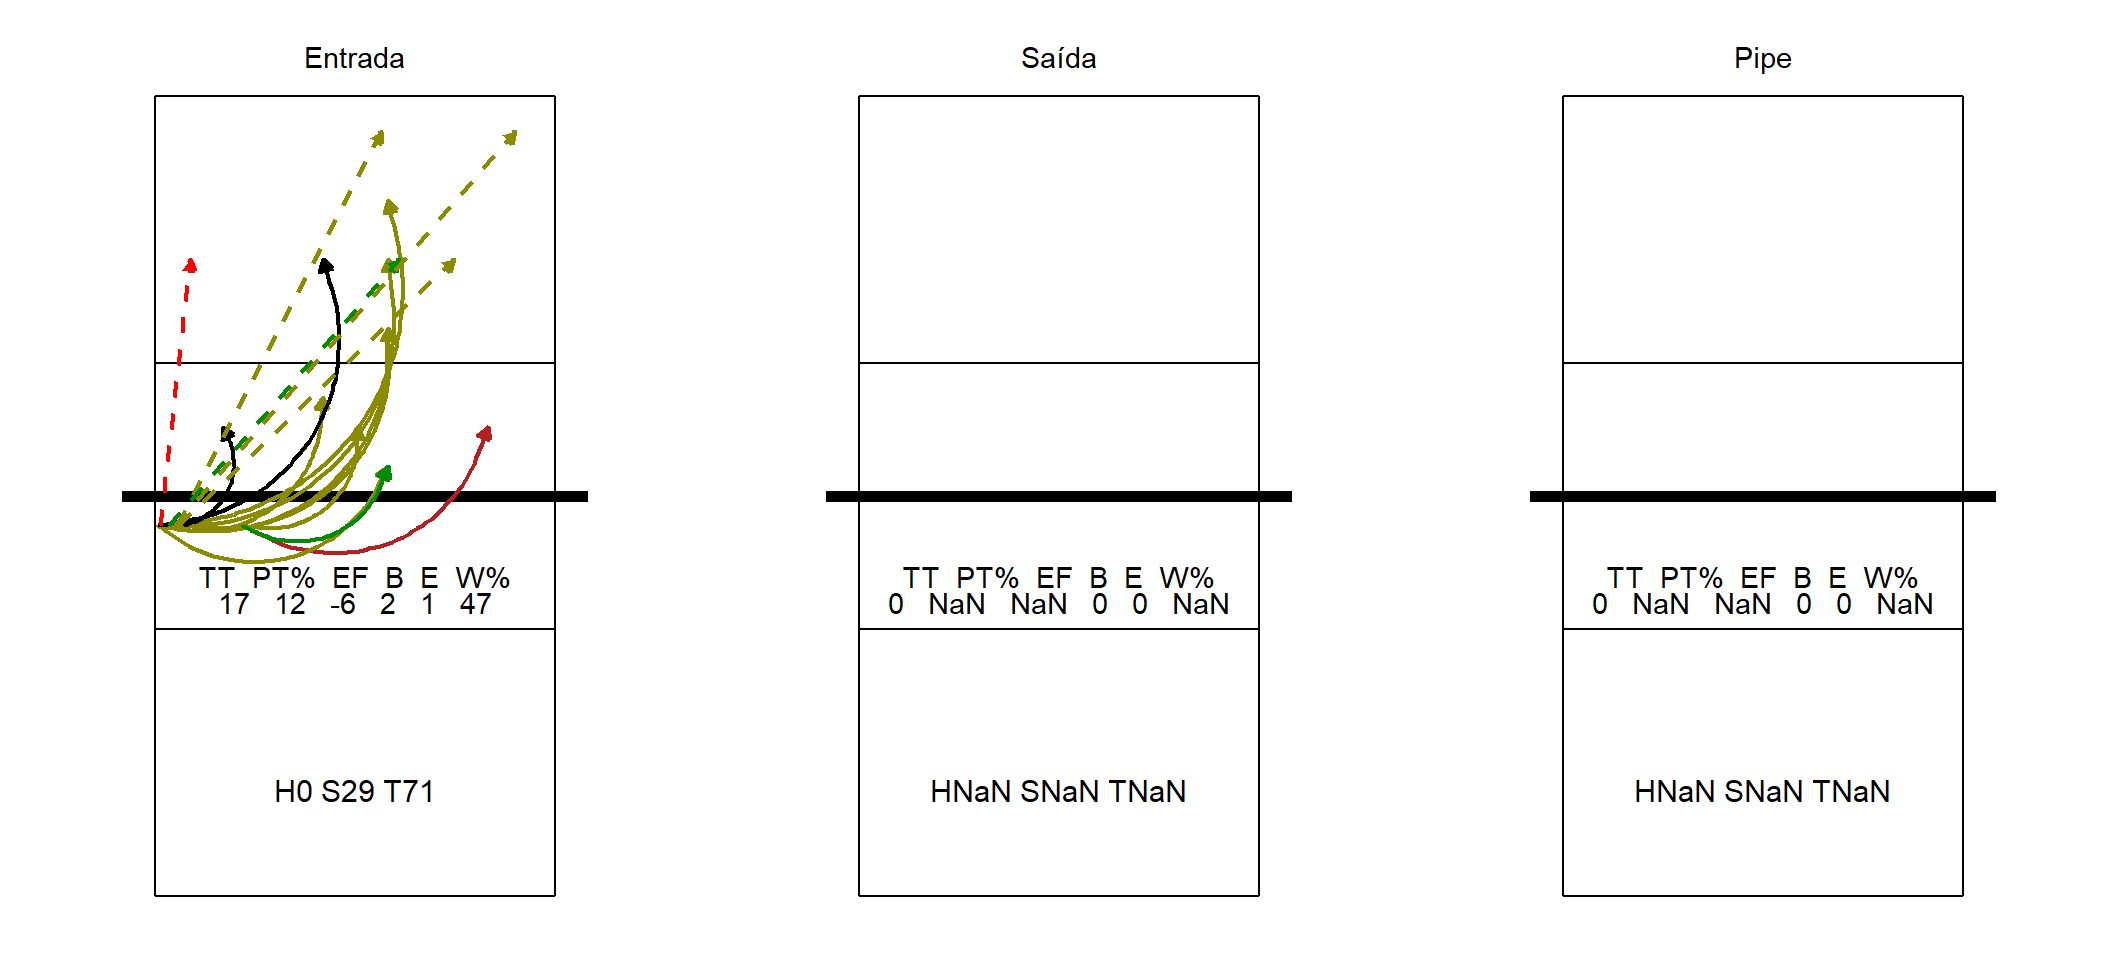 Entrada
TT PT% EF B E W%
17 12 -6 2 1 47
H0 S29 T71
Saída
TT PT% EF B E W%
0 NaN NaN 0 0 NaN
HNaN SNaN TNaN
Pipe
TT PT% EF B E W%
0 NaN NaN 0 0 NaN
HNaN SNaN TNaN